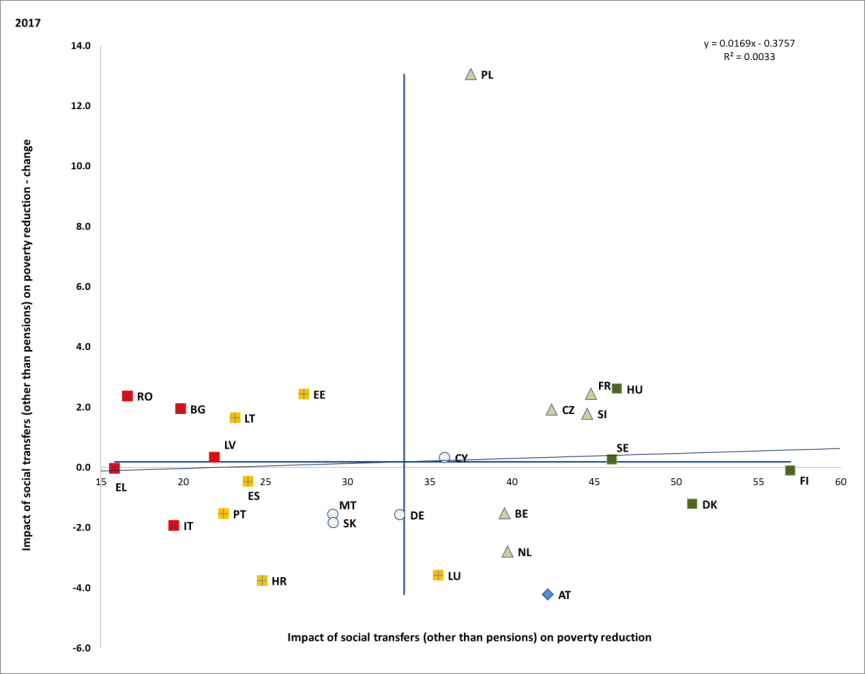 2017
y = 0.0169x - 0.3757
R² = 0.0033
14.0
PL
12.0
10.0
8.0
6.0
4.0
2.0
0.0
-2.0
-4.0
-6.0
Impact of social transfers (other than pensions) on poverty reduction - change
RO
BG
LT
EE
FR
HU
CZ
SI
LV
CY
SE
EL
ES
FI
15
20
25
30
35
40
45
50
55
60
IT
PT
MT
SK
DE
BE
DK
HR
LU
NL
AT
Impact of social transfers (other than pensions) on poverty reduction